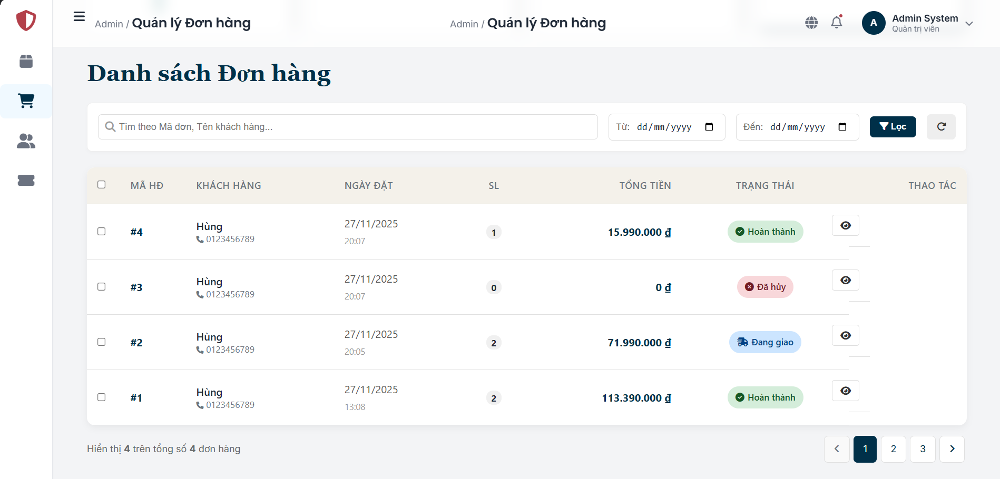 Admin / Quản lý Đơn hàng
Admin / Quản lý Đơn hàng
A
Admin System
Quản trị viên
Danh sách Đơn hàng
Tìm theo Mã đơn, Tên khách hàng...
Từ: dd/mm/yyyy
Đến: dd/mm/yyyy
Lọc
MÃ HĐ KHÁCH HÀNG NGÀY ĐẶT SL TỔNG TIỀN TRẠNG THÁI THAO TÁC
#4 Hùng 0123456789 27/11/2025 20:07 1 15.990.000 ₫ Hoàn thành
#3 Hùng 0123456789 27/11/2025 20:07 0 0 ₫ Đã hủy
#2 Hùng 0123456789 27/11/2025 20:05 2 71.990.000 ₫ Đang giao
#1 Hùng 0123456789 27/11/2025 13:08 2 113.390.000 ₫ Hoàn thành
Hiển thị 4 trên tổng số 4 đơn hàng
1 2 3